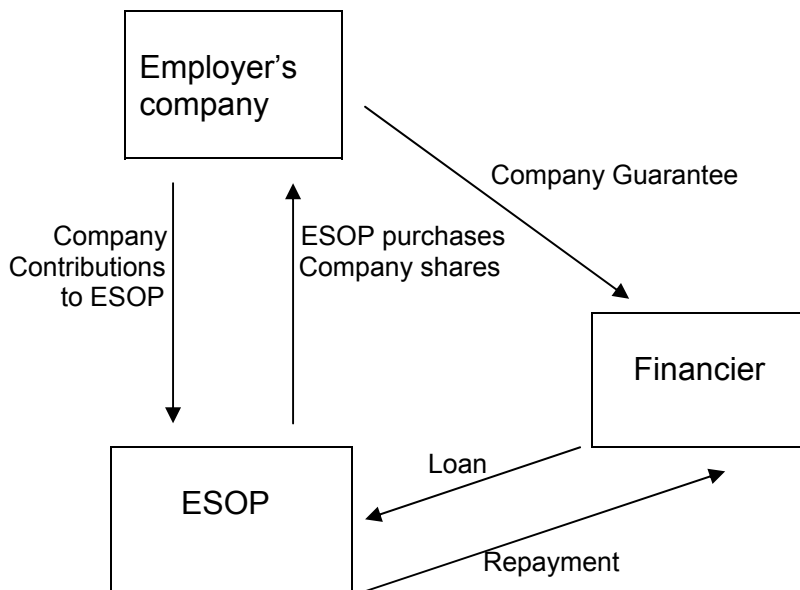 Employer’s
company
Company Guarantee
Company
Contributions
to ESOP
ESOP purchases
Company shares
Financier
Loan
ESOP
Repayment